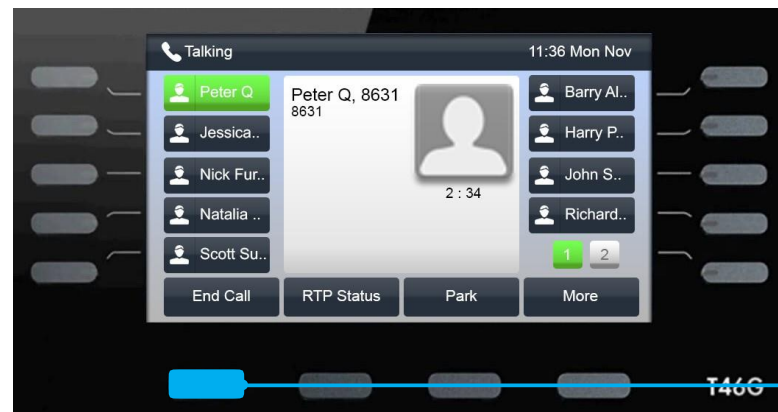 Talking
11:36 Mon Nov
Peter Q
Jessica..
Nick Fur..
Natalia ..
Scott Su..
Peter Q, 8631
8631
2 : 34
Barry Al..
Harry P..
John S..
Richard..
1 2
End Call
RTP Status
Park
More
T46G